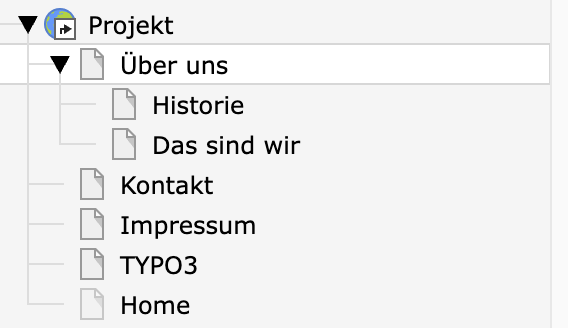 Projekt
Über uns
Historie
Das sind wir
Kontakt
Impressum
TYPO3
Home